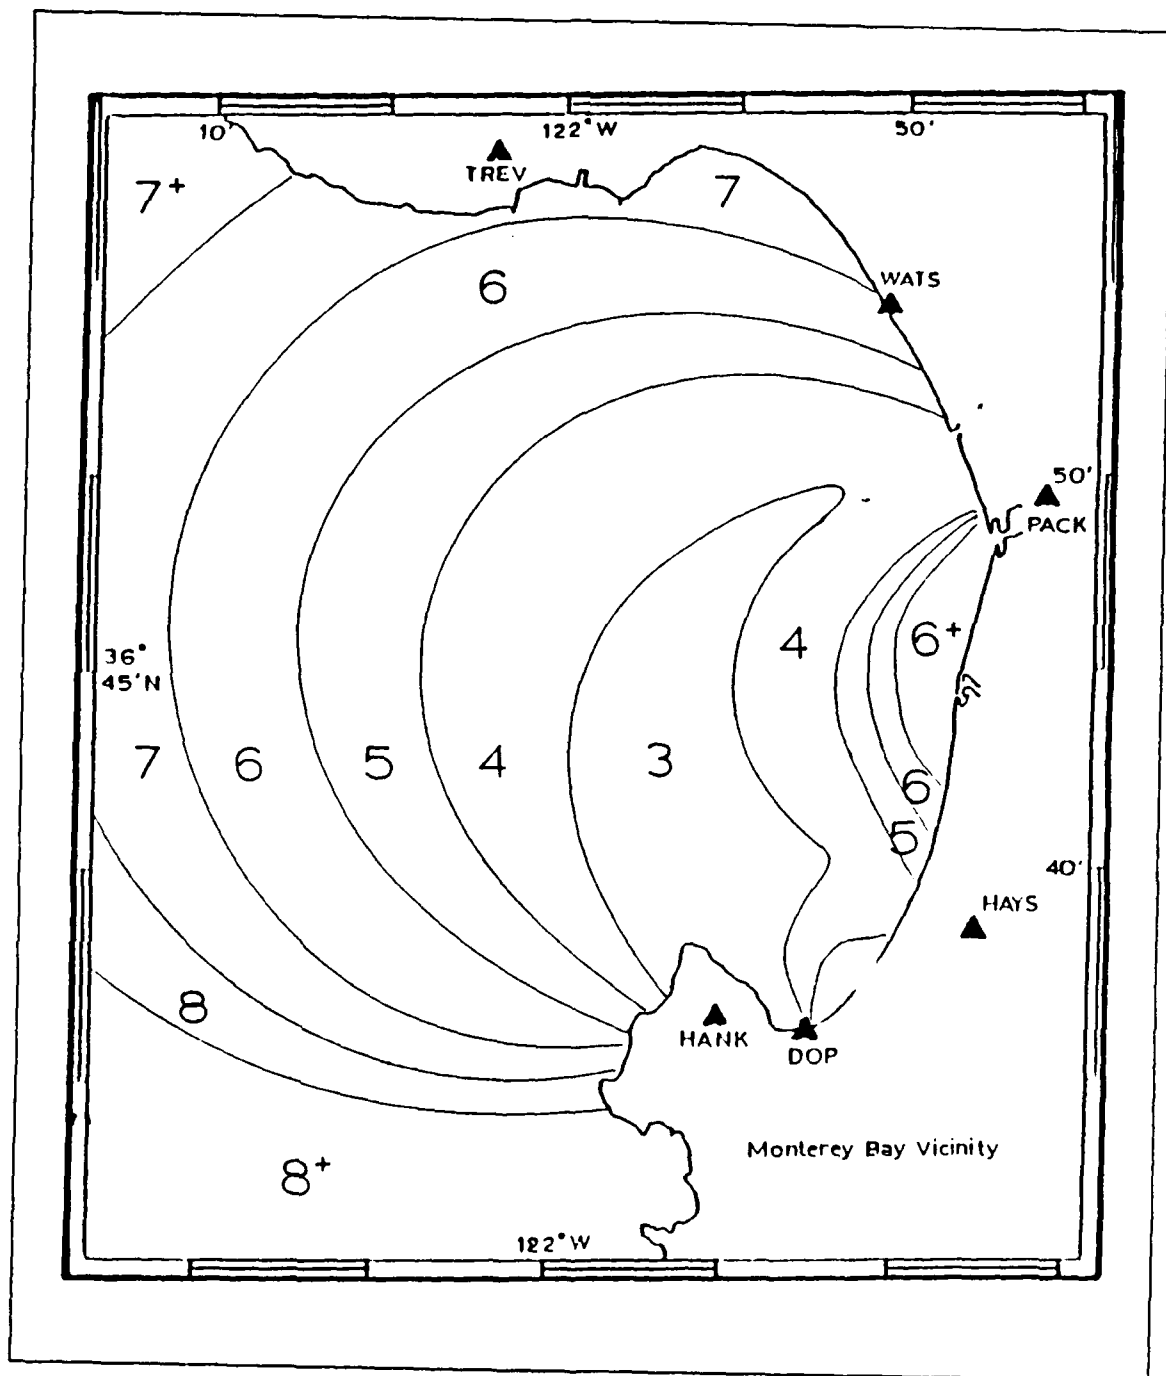 10' 122°W 50'
TREV
7+ 7
WATS
6
50'
PACK
4 6+
36°
45'N
7 6 5 4 3
6
5
40'
HAYS
8
HANK
DOP
Monterey Bay Vicinity
8+
122°W